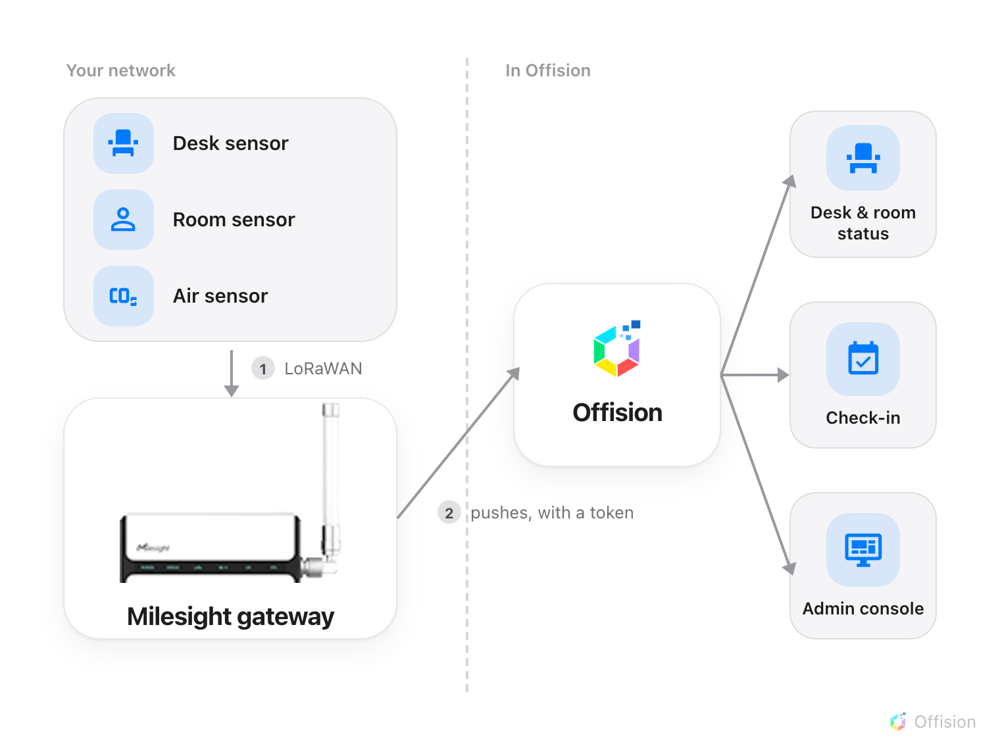 Your network
In Offision
Desk sensor
Room sensor
Air sensor
1 LoRaWAN
Milesight
Milesight gateway
2 pushes, with a token
Offision
Desk & room
status
Check-in
Admin console
Offision